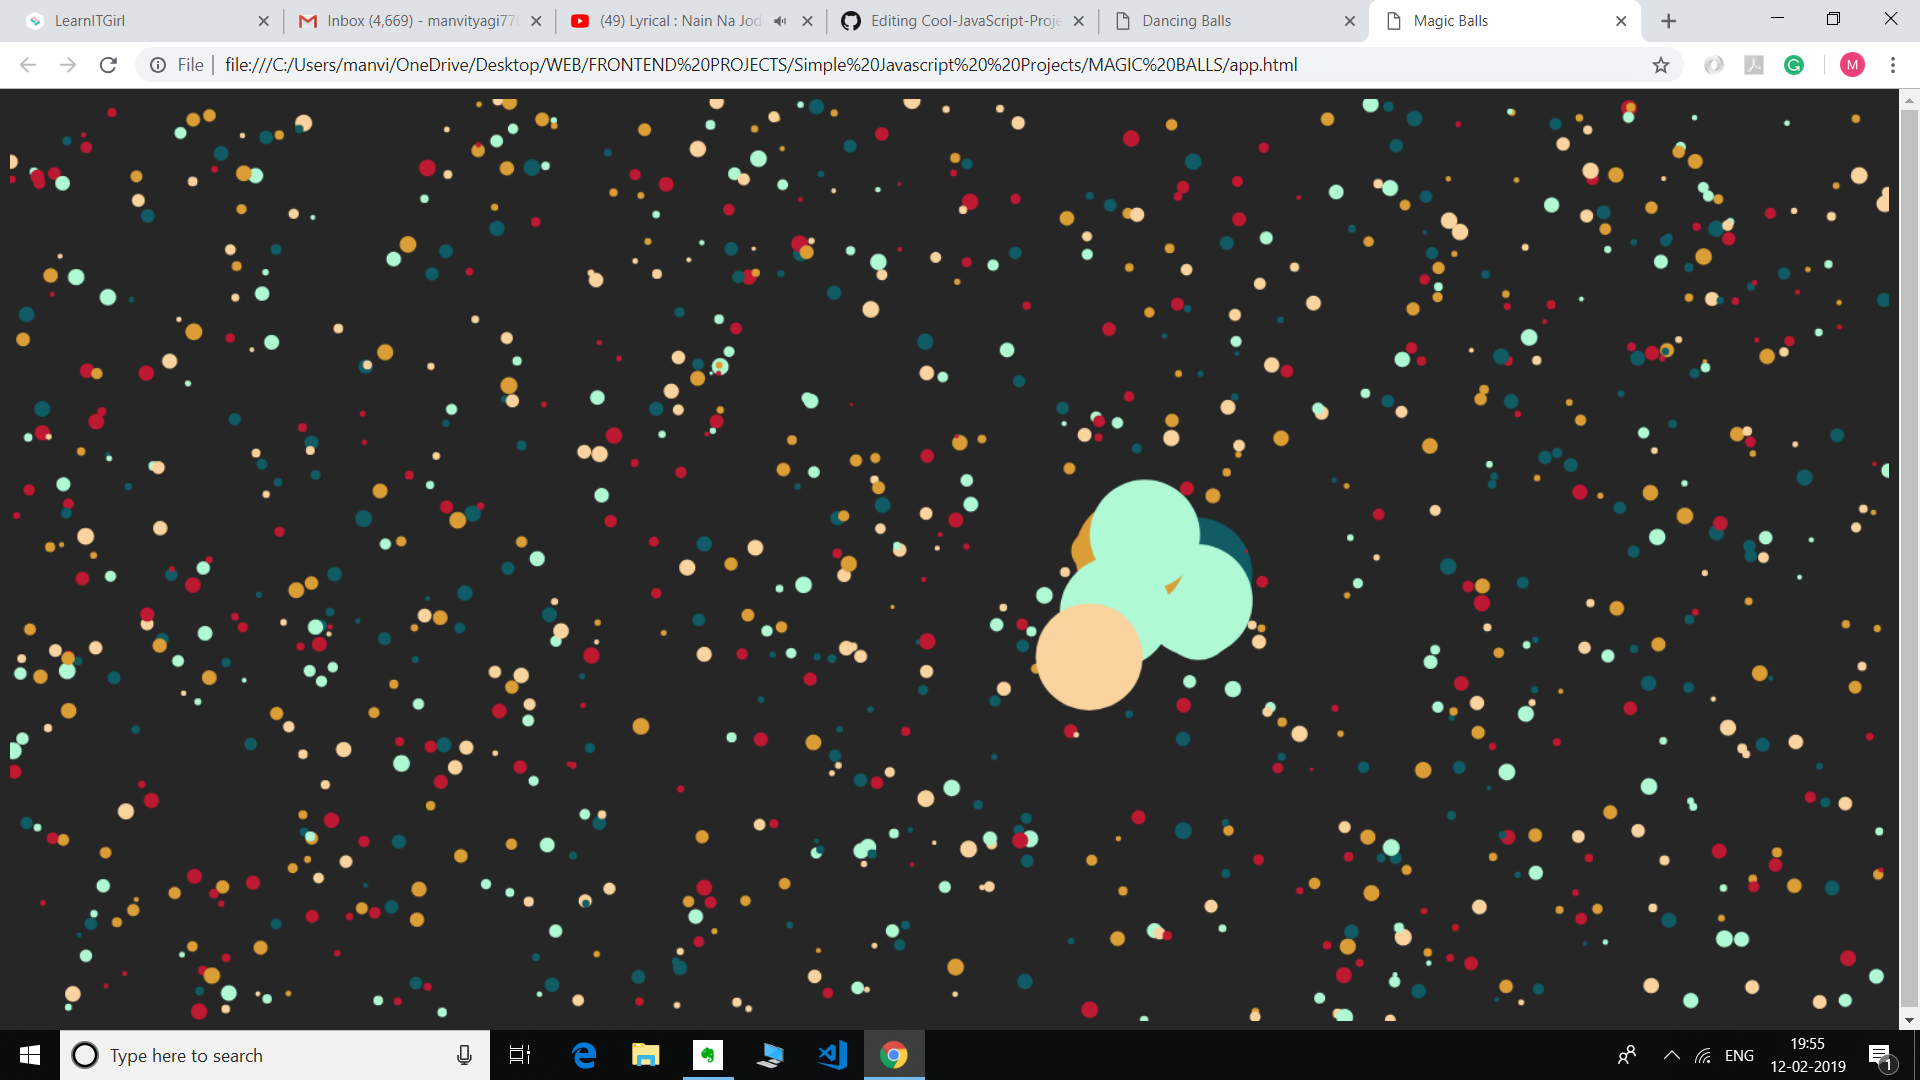 LearnITGirl
Inbox (4,669) - manvityagi770
(49) Lyrical : Nain Na Jod
Editing Cool-JavaScript-Proje
Dancing Balls
Magic Balls
File
file:///C:/Users/manvi/OneDrive/Desktop/WEB/FRONTEND%20PROJECTS/Simple%20Javascript%20%20Projects/MAGIC%20BALLS/app.html
M
Type here to search
ENG
19:55
12-02-2019
1